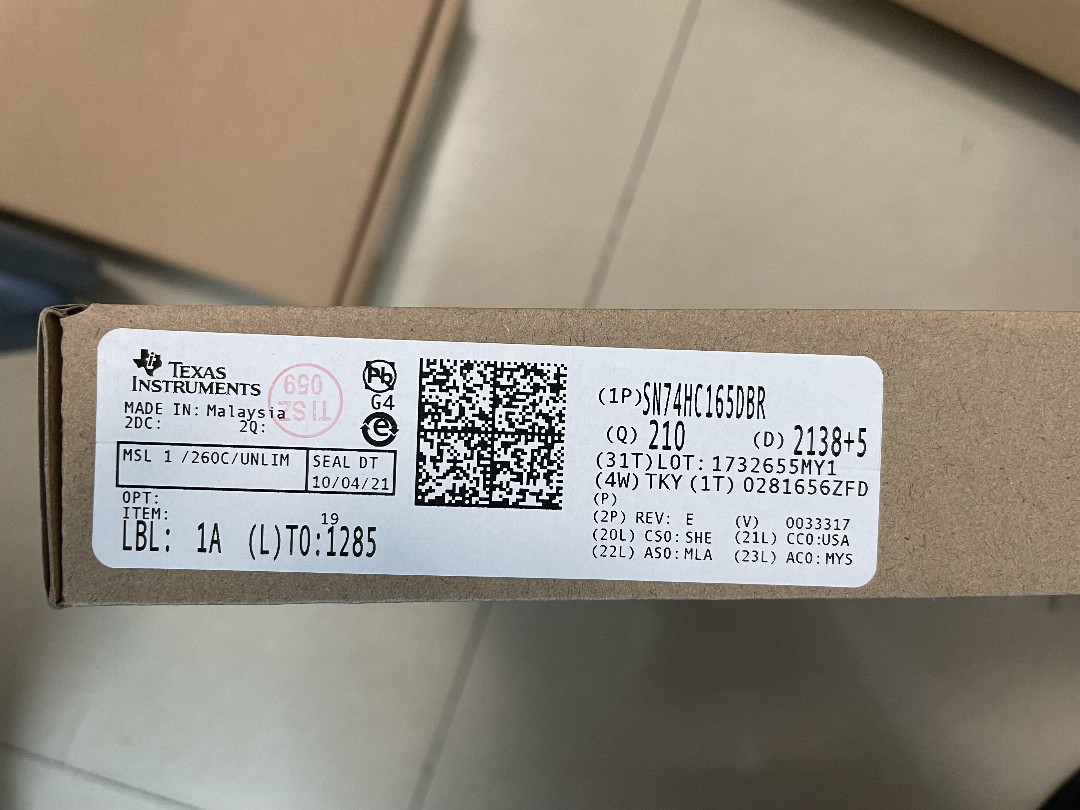 TEXAS
INSTRUMENTS
MADE IN: Malaysia
2DC: 2Q:
TISZ
059
Pb
G4
e
MSL 1 /260C/UNLIM
SEAL DT
10/04/21
OPT:
ITEM:
19
LBL: 1A (L)TO:1285
(1P)SN74HC165DBR
(Q) 210 (D) 2138+5
(31T)LOT:1732655MY1
(4W)TKY(1T) 0281656ZFD
(P)
(2P) REV: E (V) 0033317
(20L) CSO:SHE (21L) CCO:USA
(22L) ASO:MLA (23L) ACO:MYS